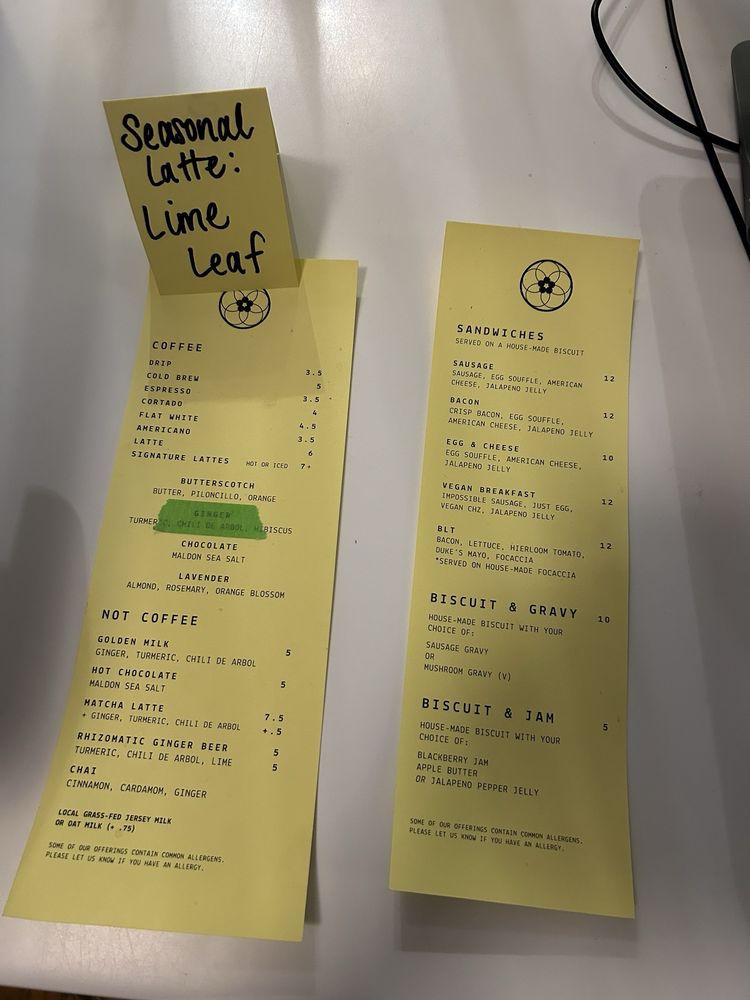 Seasonal
Latte:
Lime
Leaf
COFFEE
DRIP 3.5
COLD BREW 5
ESPRESSO 3.5
CORTADO 4
FLAT WHITE 4.5
AMERICANO 3.5
LATTE 6
SIGNATURE LATTES HOT OR ICED 7+
BUTTERSCOTCH
BUTTER, PILONCILLO, ORANGE
GINGER
TURMERIC, CHILI DE ARBOL, HIBISCUS
CHOCOLATE
MALDON SEA SALT
LAVENDER
ALMOND, ROSEMARY, ORANGE BLOSSOM
NOT COFFEE
GOLDEN MILK 5
GINGER, TURMERIC, CHILI DE ARBOL
HOT CHOCOLATE 5
MALDON SEA SALT
MATCHA LATTE 7.5
+ GINGER, TURMERIC, CHILI DE ARBOL +.5
RHIZOMATIC GINGER BEER 5
TURMERIC, CHILI DE ARBOL, LIME
CHAI 5
CINNAMON, CARDAMOM, GINGER
LOCAL GRASS-FED JERSEY MILK
OR OAT MILK (+ .75)
SOME OF OUR OFFERINGS CONTAIN COMMON ALLERGENS.
PLEASE LET US KNOW IF YOU HAVE AN ALLERGY.
SANDWICHES
SERVED ON A HOUSE-MADE BISCUIT
SAUSAGE 12
SAUSAGE, EGG SOUFFLE, AMERICAN
CHEESE, JALAPENO JELLY
BACON 12
CRISP BACON, EGG SOUFFLE,
AMERICAN CHEESE, JALAPENO JELLY
EGG & CHEESE 10
EGG SOUFFLE, AMERICAN CHEESE,
JALAPENO JELLY
VEGAN BREAKFAST 12
IMPOSSIBLE SAUSAGE, JUST EGG,
VEGAN CHZ, JALAPENO JELLY
BLT 12
BACON, LETTUCE, HIERLOOM TOMATO,
DUKE'S MAYO, FOCACCIA
*SERVED ON HOUSE-MADE FOCACCIA
BISCUIT & GRAVY 10
HOUSE-MADE BISCUIT WITH YOUR
CHOICE OF:
SAUSAGE GRAVY
OR
MUSHROOM GRAVY (V)
BISCUIT & JAM 5
HOUSE-MADE BISCUIT WITH YOUR
CHOICE OF:
BLACKBERRY JAM
APPLE BUTTER
OR JALAPENO PEPPER JELLY
SOME OF OUR OFFERINGS CONTAIN COMMON ALLERGENS.
PLEASE LET US KNOW IF YOU HAVE AN ALLERGY.